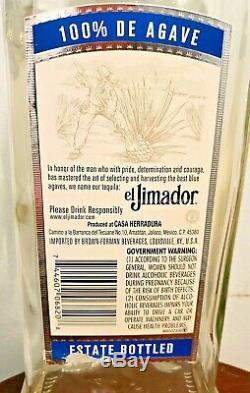 100% DE AGAVE
In honor of the man who with pride, determination and courage,
has mastered the art of selecting and harvesting the best blue
agaves, we name our tequila:
el Jimador.
Please Drink Responsibly
www.eljimador.com
Produced at CASA HERRADURA
Camino a la Barranca del Tecuane No.10, Amatitán, Jalisco, México. C.P. 45380
IMPORTED BY BROWN-FORMAN BEVERAGES, LOUISVILLE, KY., U.S.A.
GOVERNMENT WARNING:
(1) ACCORDING TO THE SURGEON
GENERAL, WOMEN SHOULD NOT
DRINK ALCOHOLIC BEVERAGES
DURING PREGNANCY BECAUSE
OF THE RISK OF BIRTH DEFECTS.
(2) CONSUMPTION OF ALCO-
HOLIC BEVERAGES IMPAIRS
YOUR ABILITY TO DRIVE A CAR OR
OPERATE MACHINERY, AND MAY
CAUSE HEALTH PROBLEMS.
ESTATE BOTTLED